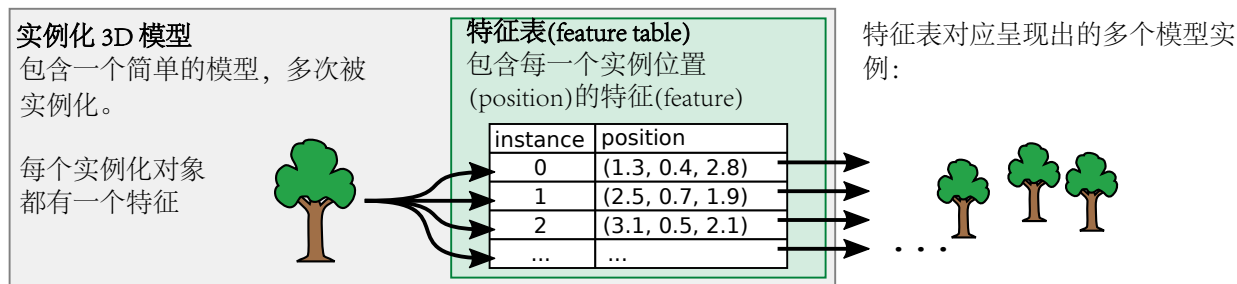 实例化 3D 模型
包含一个简单的模型，多次被
实例化。
每个实例化对象
都有一个特征
特征表(feature table)
包含每一个实例位置
(position)的特征(feature)
instance position
0 (1.3, 0.4, 2.8)
1 (2.5, 0.7, 1.9)
2 (3.1, 0.5, 2.1)
... ...
特征表对应呈现出的多个模型实
例：
. . .